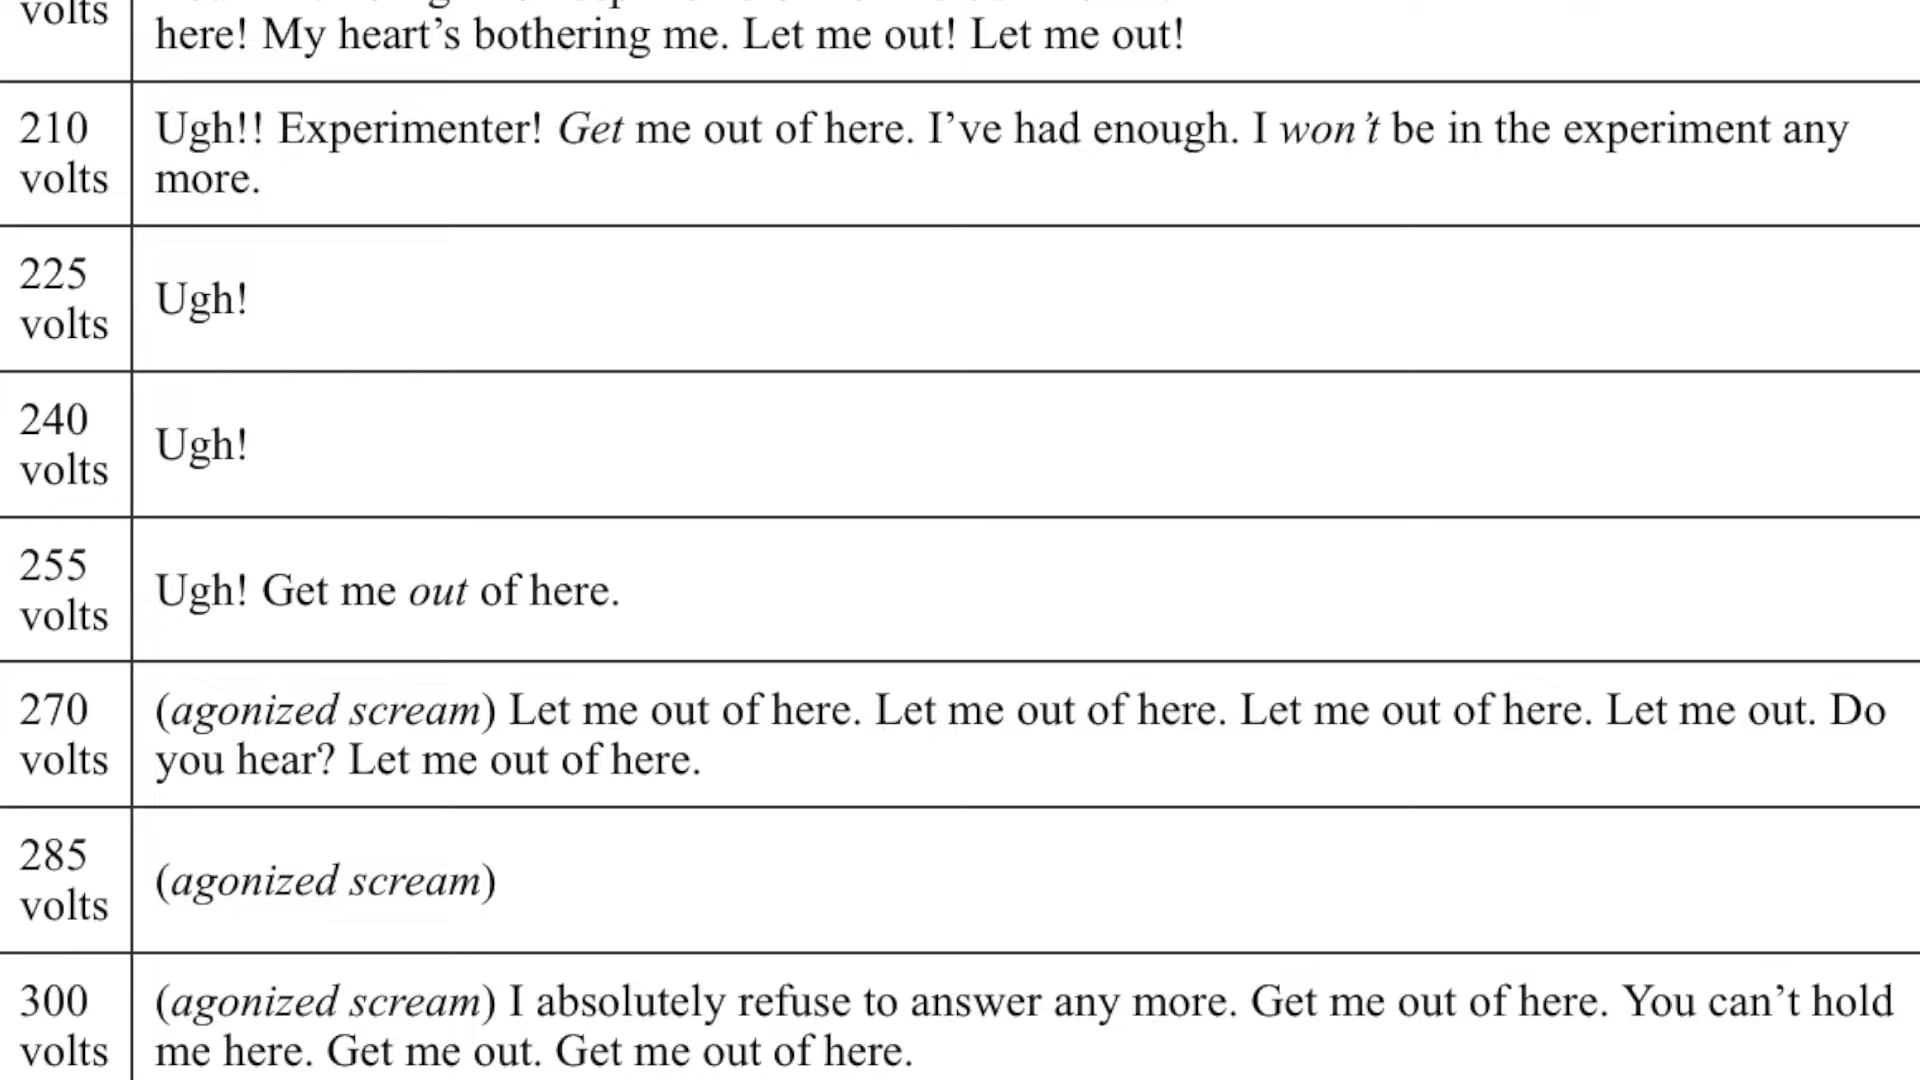 volts
here! My heart’s bothering me. Let me out! Let me out!
210
volts
Ugh!! Experimenter! Get me out of here. I’ve had enough. I won’t be in the experiment any
more.
225
volts
Ugh!
240
volts
Ugh!
255
volts
Ugh! Get me out of here.
270
volts
(agonized scream) Let me out of here. Let me out of here. Let me out of here. Let me out. Do
you hear? Let me out of here.
285
volts
(agonized scream)
300
volts
(agonized scream) I absolutely refuse to answer any more. Get me out of here. You can’t hold
me here. Get me out. Get me out of here.